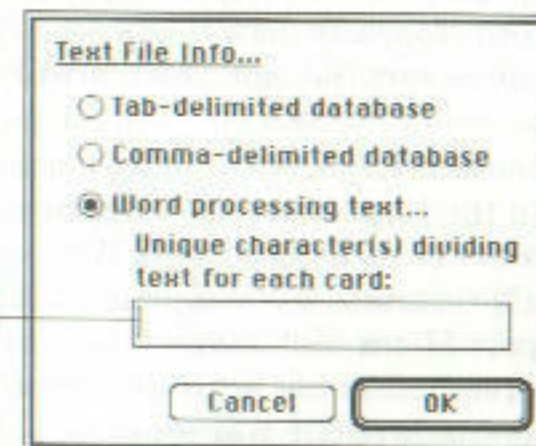 Text File Info...
Tab-delimited database
Comma-delimited database
Word processing text...
Unique character(s) dividing
text for each card:
Cancel
OK